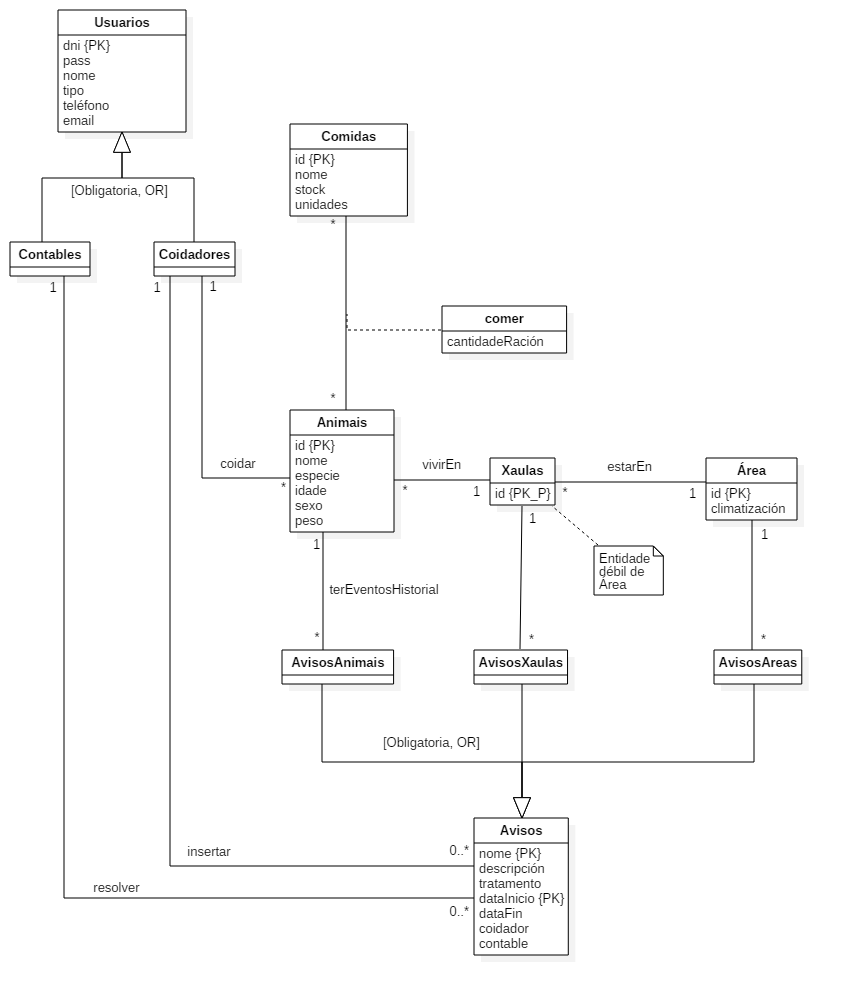 Usuarios
dni {PK}
pass
nome
tipo
teléfono
email
[Obligatoria, OR]
Contables
Coidadores
1
1
1
Comidas
id {PK}
nome
stock
unidades
*
comer
cantidadeRación
*
Animais
id {PK}
nome
especie
idade
sexo
peso
coidar
*
vivirEn
*
1
Xaulas
id {PK_P}
estarEn
*
1
Área
id {PK}
climatización
1
1
1
Entidade
débil de
Área
terEventosHistorial
*
*
*
AvisosAnimais
AvisosXaulas
AvisosAreas
[Obligatoria, OR]
Avisos
nome {PK}
descripción
tratamento
dataInicio {PK}
dataFin
coidador
contable
insertar
0..*
resolver
0..*